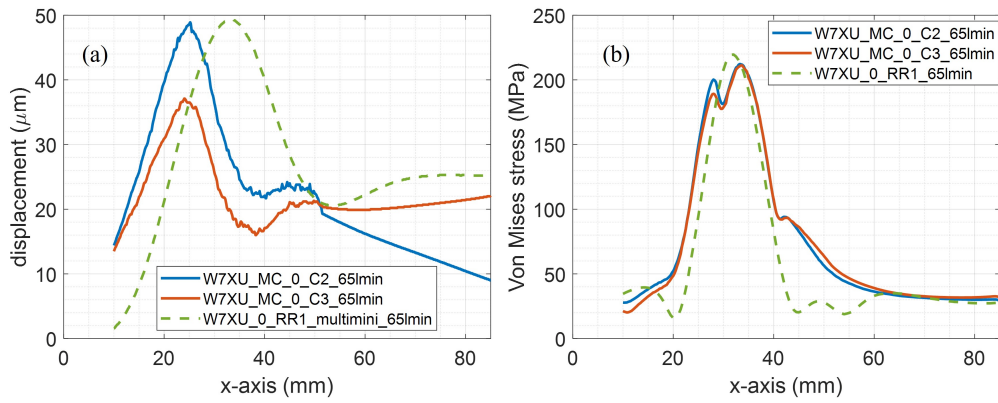 (a)
displacement (μm)
50
40
30
20
10
0
W7XU_MC_0_C2_65lmin
W7XU_MC_0_C3_65lmin
W7XU_0_RR1_multimini_65lmin
0 20 40 60 80
x-axis (mm)
(b)
Von Mises stress (MPa)
250
200
150
100
50
0
W7XU_MC_0_C2_65lmin
W7XU_MC_0_C3_65lmin
W7XU_0_RR1_65lmin
0 20 40 60 80
x-axis (mm)